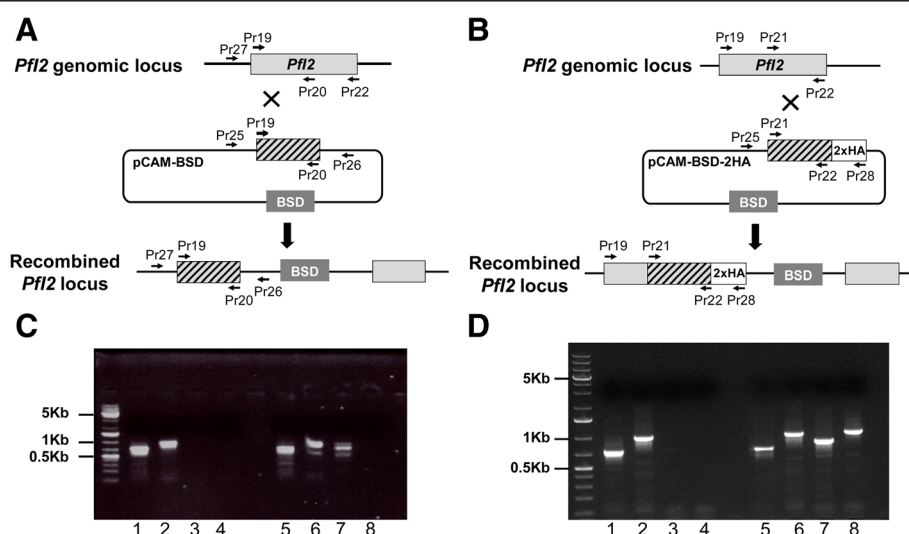 A
Pr19
Pr27
Pfl2 genomic locus
Pfl2
Pr20
Pr22
Pr19
Pr25
pCAM-BSD
Pr20
Pr26
BSD
Recombined
Pfl2 locus
Pr27
Pr19
BSD
Pr20
Pr26
B
Pr19
Pr21
Pfl2 genomic locus
Pfl2
Pr22
Pr21
Pr25
pCAM-BSD-2HA
2xHA
Pr22
Pr28
BSD
Recombined
Pfl2 locus
Pr19
Pr21
2xHA
BSD
Pr22
Pr28
C
5Kb
1Kb
0.5Kb
1 2 3 4 5 6 7 8
D
5Kb
1Kb
0.5Kb
1 2 3 4 5 6 7 8